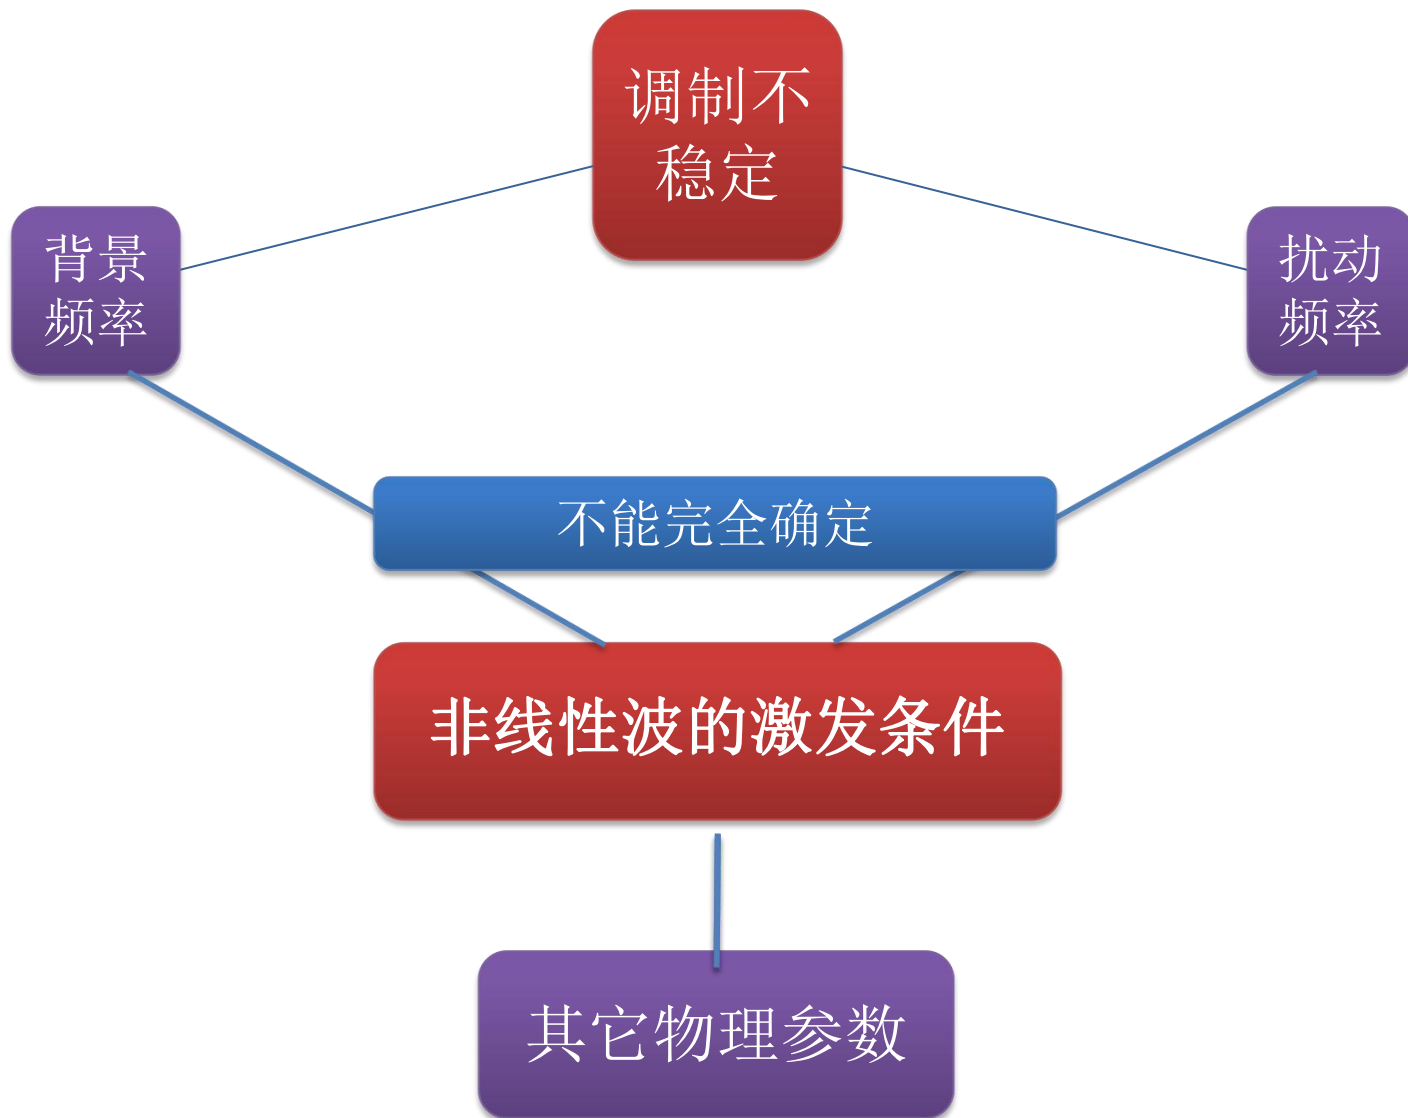 调制不
稳定
背景
频率
扰动
频率
不能完全确定
非线性波的激发条件
其它物理参数